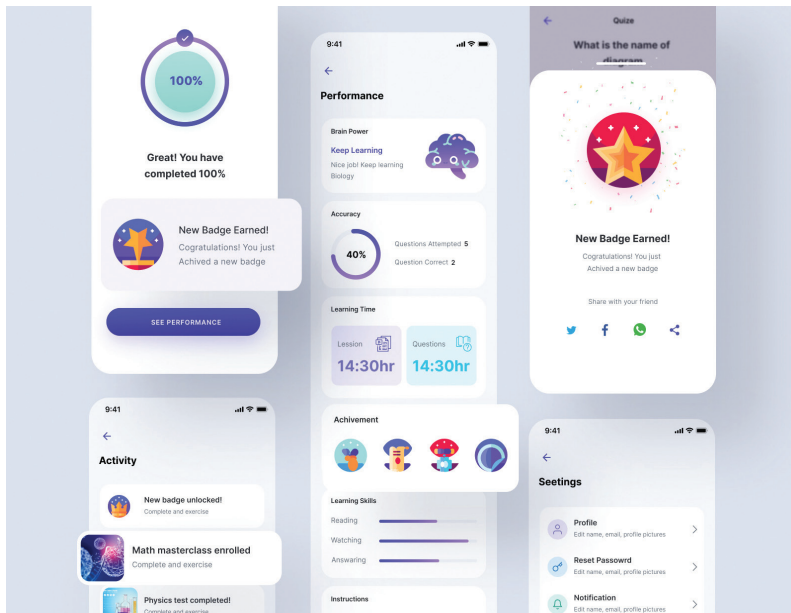 100%
Great! You have
completed 100%
New Badge Earned!
Cogratulations! You just
Achived a new badge
SEE PERFORMANCE
9:41
Activity
New badge unlocked!
Complete and exercise
Math masterclass enrolled
Complete and exercise
Physics test completed!
Complete and exercise
9:41
Performance
Brain Power
Keep Learning
Nice job! Keep learning
Biology
Accuracy
40%
Questions Attempted 5
Question Correct 2
Learning Time
Lession
14:30hr
Questions
14:30hr
Achivement
Learning Skills
Reading
Watching
Answaring
Instructions
Quize
What is the name of
diagram
New Badge Earned!
Cogratulations! You just
Achived a new badge
Share with your friend
9:41
Seetings
Profile
Edit name, email, profile pictures
Reset Passowrd
Edit name, email, profile pictures
Notification
Edit name, email, profile pictures